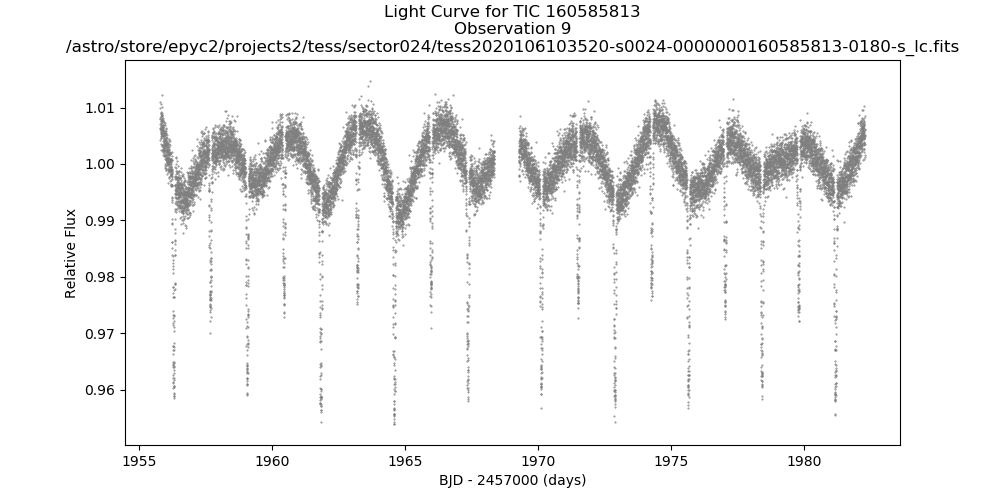 Light Curve for TIC 160585813
Observation 9
/astro/store/epyc2/projects2/tess/sector024/tess2020106103520-s0024-0000000160585813-0180-s_lc.fits
1.01
1.00
0.99
0.98
0.97
0.96
Relative Flux
1955 1960 1965 1970 1975 1980
BJD - 2457000 (days)